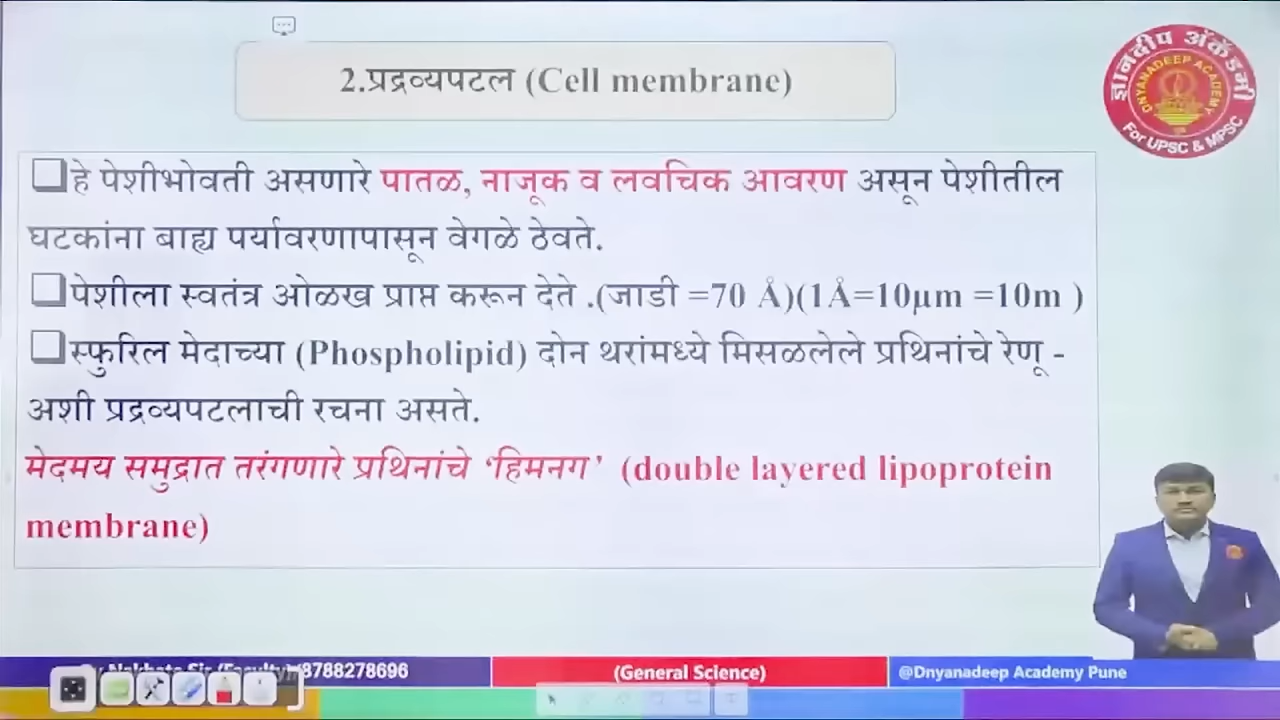 2.प्रद्रव्यपटल (Cell membrane)
ज्ञानदीप अॅकॅडमी
DNYANADEEP ACADEMY
For UPSC & MPSC
❑हे पेशीभोवती असणारे पातळ, नाजूक व लवचिक आवरण असून पेशीतील
घटकांना बाह्य पर्यावरणापासून वेगळे ठेवते.
❑पेशीला स्वतंत्र ओळख प्राप्त करून देते .(जाडी =70 Å)(1Å=10µm =10m )
❑स्फुरिल मेदाच्या (Phospholipid) दोन थरांमध्ये मिसळलेले प्रथिनांचे रेणू -
अशी प्रद्रव्यपटलाची रचना असते.
मेदमय समुद्रात तरंगणारे प्रथिनांचे ‘हिमनग’ (double layered lipoprotein
membrane)
Nakhate Sir (Faculty) 8788278696
(General Science)
@Dnyanadeep Academy Pune